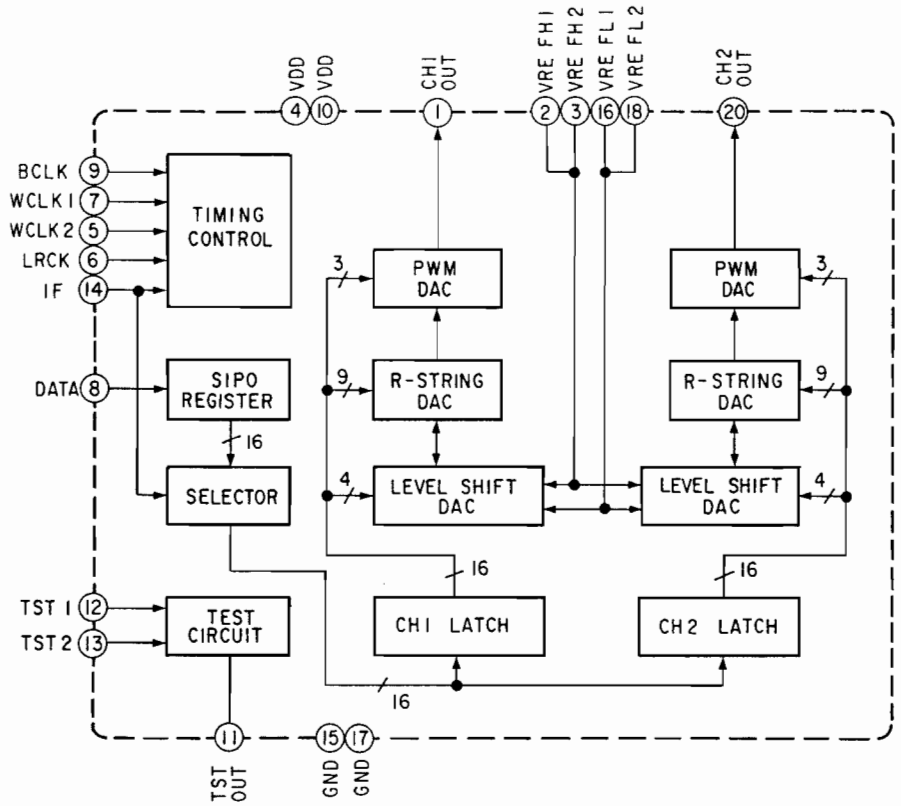 VDD
VDD
CH1
OUT
VRE FH1
VRE FH2
VRE FL1
VRE FL2
CH2
OUT
4
10
1
2
3
16
18
20
BCLK 9
WCLK1 7
WCLK2 5
LRCK 6
IF 14
TIMING
CONTROL
3
PWM
DAC
PWM
DAC
3
DATA 8
SIPO
REGISTER
9
R-STRING
DAC
R-STRING
DAC
9
16
SELECTOR
4
LEVEL SHIFT
DAC
LEVEL SHIFT
DAC
4
16
16
TST 1 12
TST 2 13
TEST
CIRCUIT
CH1 LATCH
CH2 LATCH
16
11
15
17
TST
OUT
GND
GND